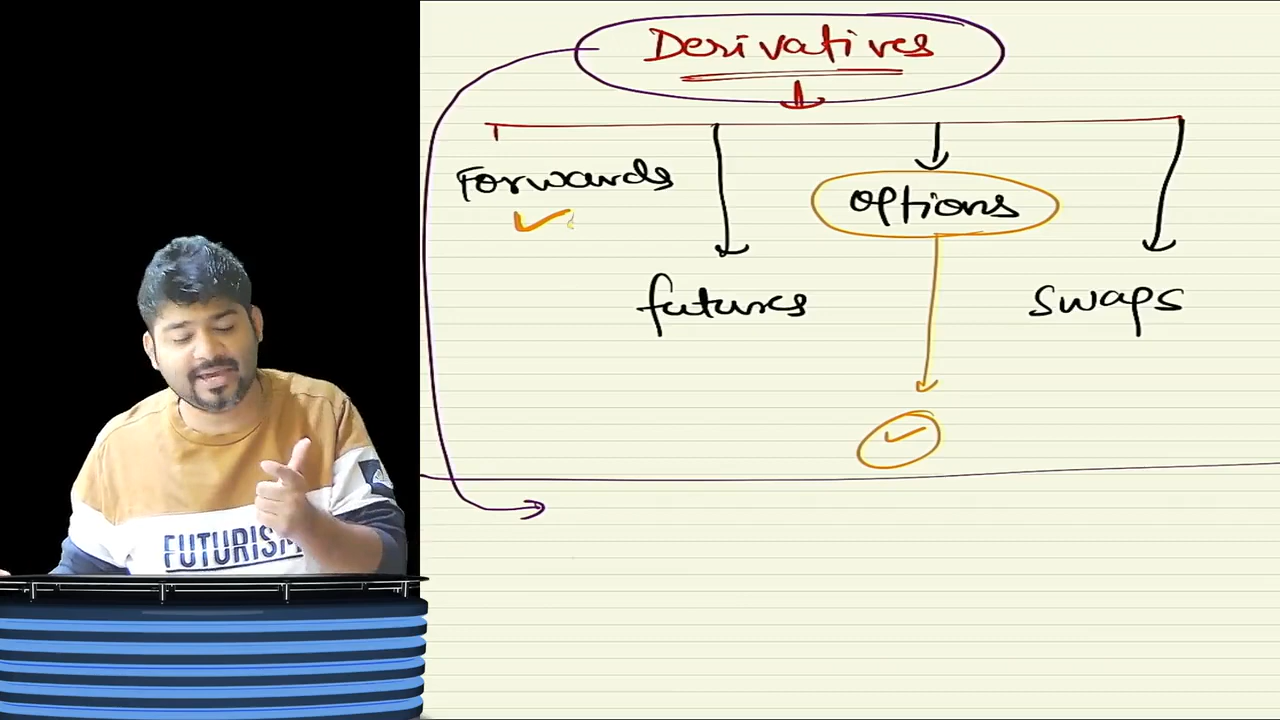 Derivatives
Forwards
options
futures
swaps
FUTURISM